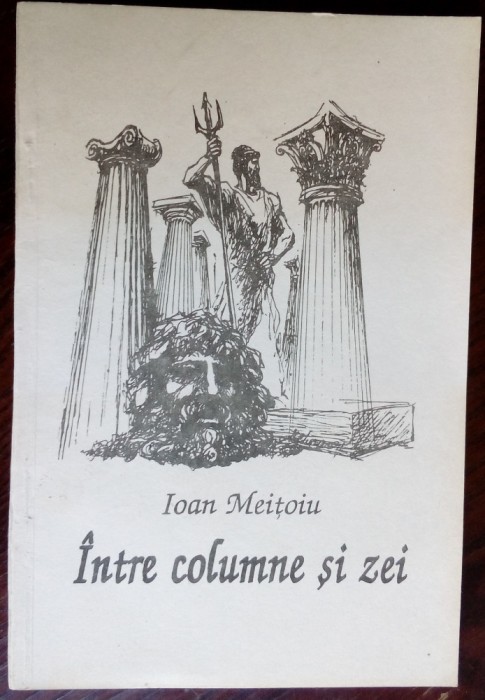 Ioan Meițoiu
Între columne și zei